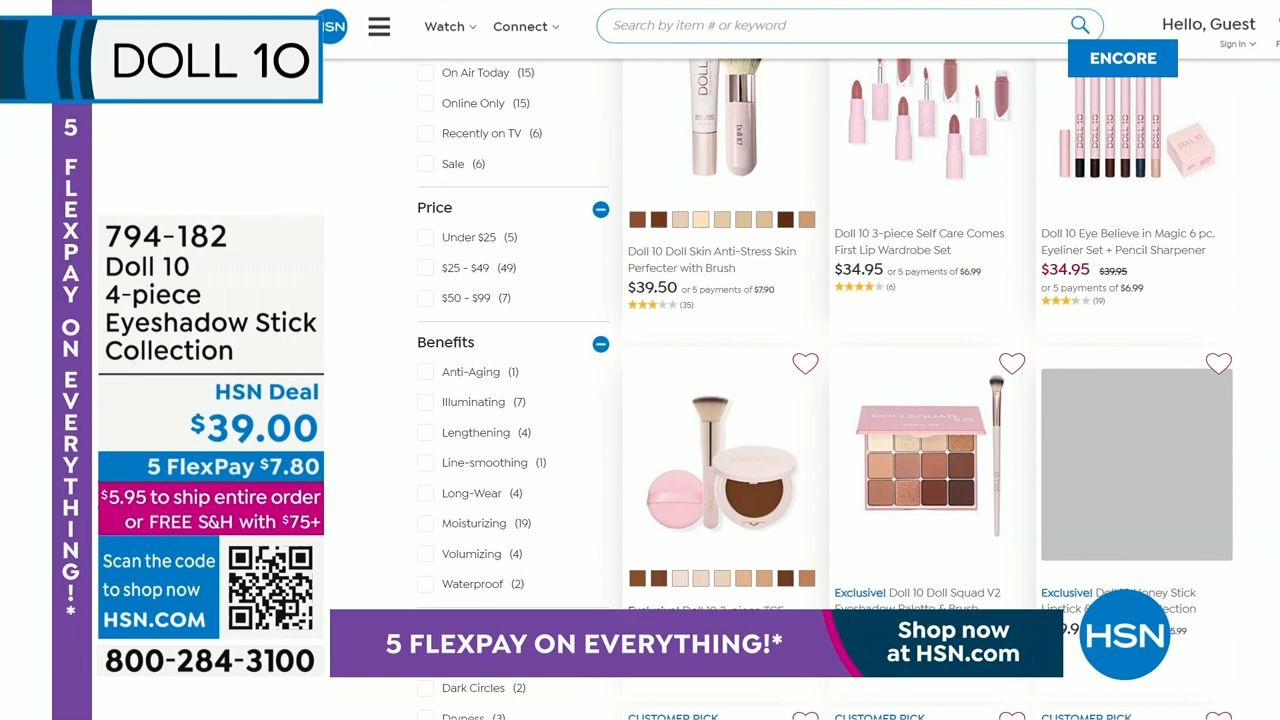 DOLL 10
5 FLEXPAY ON EVERYTHING!*
794-182
Doll 10
4-piece
Eyeshadow Stick
Collection
HSN Deal
$39.00
5 FlexPay $7.80
$5.95 to ship entire order
or FREE S&H with $75+
Scan the code
to shop now
HSN.COM
800-284-3100
Watch
Connect
Search by item # or keyword
Hello, Guest
Sign In
ENCORE
On Air Today (15)
Online Only (15)
Recently on TV (6)
Sale (6)
Price
Under $25 (5)
$25 - $49 (49)
$50 - $99 (7)
Benefits
Anti-Aging (1)
Illuminating (7)
Lengthening (4)
Line-smoothing (1)
Long-Wear (4)
Moisturizing (19)
Volumizing (4)
Waterproof (2)
Dark Circles (2)
Dryness (3)
Doll 10 Doll Skin Anti-Stress Skin
Perfecter with Brush
$39.50 or 5 payments of $7.90
(35)
Doll 10 3-piece Self Care Comes
First Lip Wardrobe Set
$34.95 or 5 payments of $6.99
(6)
Doll 10 Eye Believe in Magic 6 pc.
Eyeliner Set + Pencil Sharpener
$34.95 $39.95
or 5 payments of $6.99
(19)
Exclusive! Doll 10 Doll Squad V2
Eyeshadow Palette & Brush
5 FLEXPAY ON EVERYTHING!*
Shop now
at HSN.com
HSN
CUSTOMER PICK
CUSTOMER PICK
CUSTOMER PICK